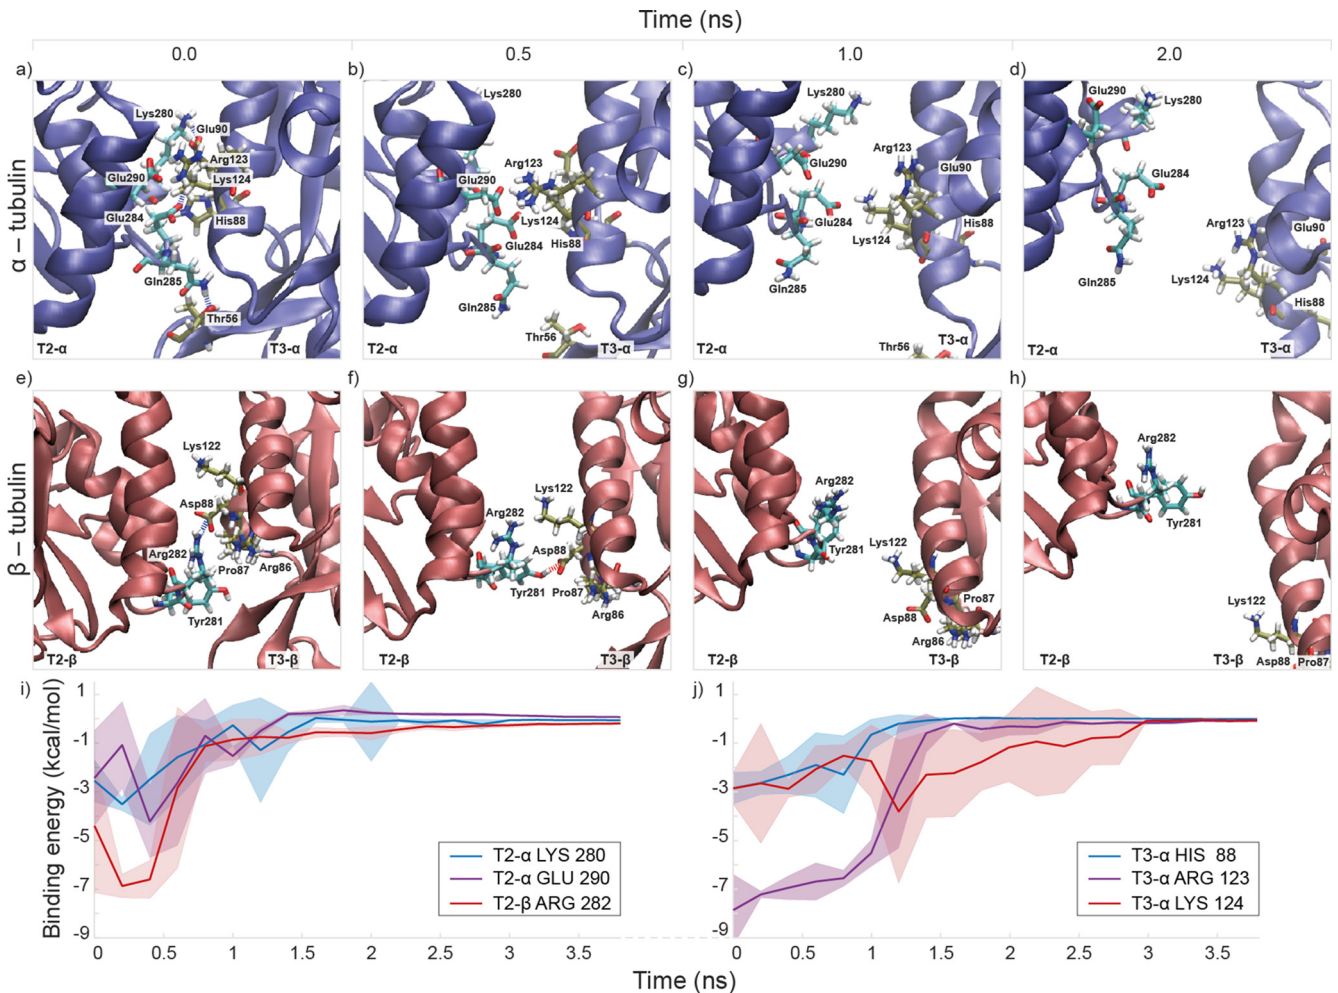 Time (ns)
0.0 0.5 1.0 2.0
a) b) c) d)
α – tubulin
Lys280
Glu90
Arg123
Glu290
Lys124
Glu284
His88
Gln285
Thr56
T2-α T3-α
Lys280
Arg123
Glu290
Lys124
Glu284
His88
Gln285
Thr56
T2-α T3-α
Lys280
Arg123
Glu290
Glu90
Glu284
Lys124
His88
Gln285
Thr56
T2-α T3-α
Glu290
Lys280
Glu284
Arg123
Glu90
Gln285
Lys124
His88
T2-α T3-α
e) f) g) h)
β – tubulin
Lys122
Asp88
Arg282
Pro87
Arg86
Tyr281
T2-β T3-β
Lys122
Arg282
Asp88
Tyr281
Pro87
Arg86
T2-β T3-β
Arg282
Tyr281
Lys122
Pro87
Asp88
Arg86
T2-β T3-β
Arg282
Tyr281
Lys122
Asp88 Pro87
T2-β T3-β
i)
Binding energy (kcal/mol)
1
-1
-3
-5
-7
-9
T2-α LYS 280
T2-α GLU 290
T2-β ARG 282
0 0.5 1.0 1.5 2.0 2.5 3.0 3.5
j)
1
-1
-3
-5
-7
-9
T3-α HIS 88
T3-α ARG 123
T3-α LYS 124
0 0.5 1.0 1.5 2.0 2.5 3.0 3.5
Time (ns)